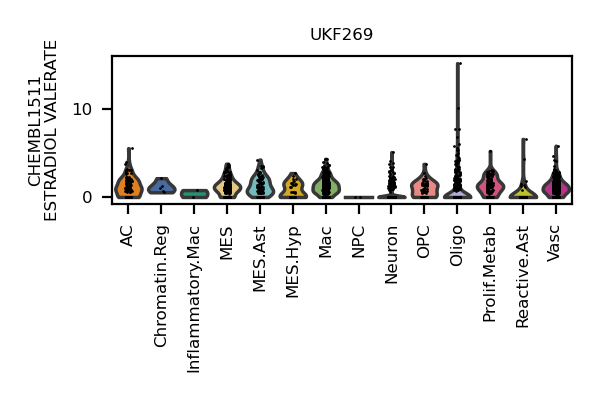 UKF269
CHEMBL1511
ESTRADIOL VALERATE
10
0
AC
Chromatin.Reg
Inflammatory.Mac
MES
MES.Ast
MES.Hyp
Mac
NPC
Neuron
OPC
Oligo
Prolif.Metab
Reactive.Ast
Vasc